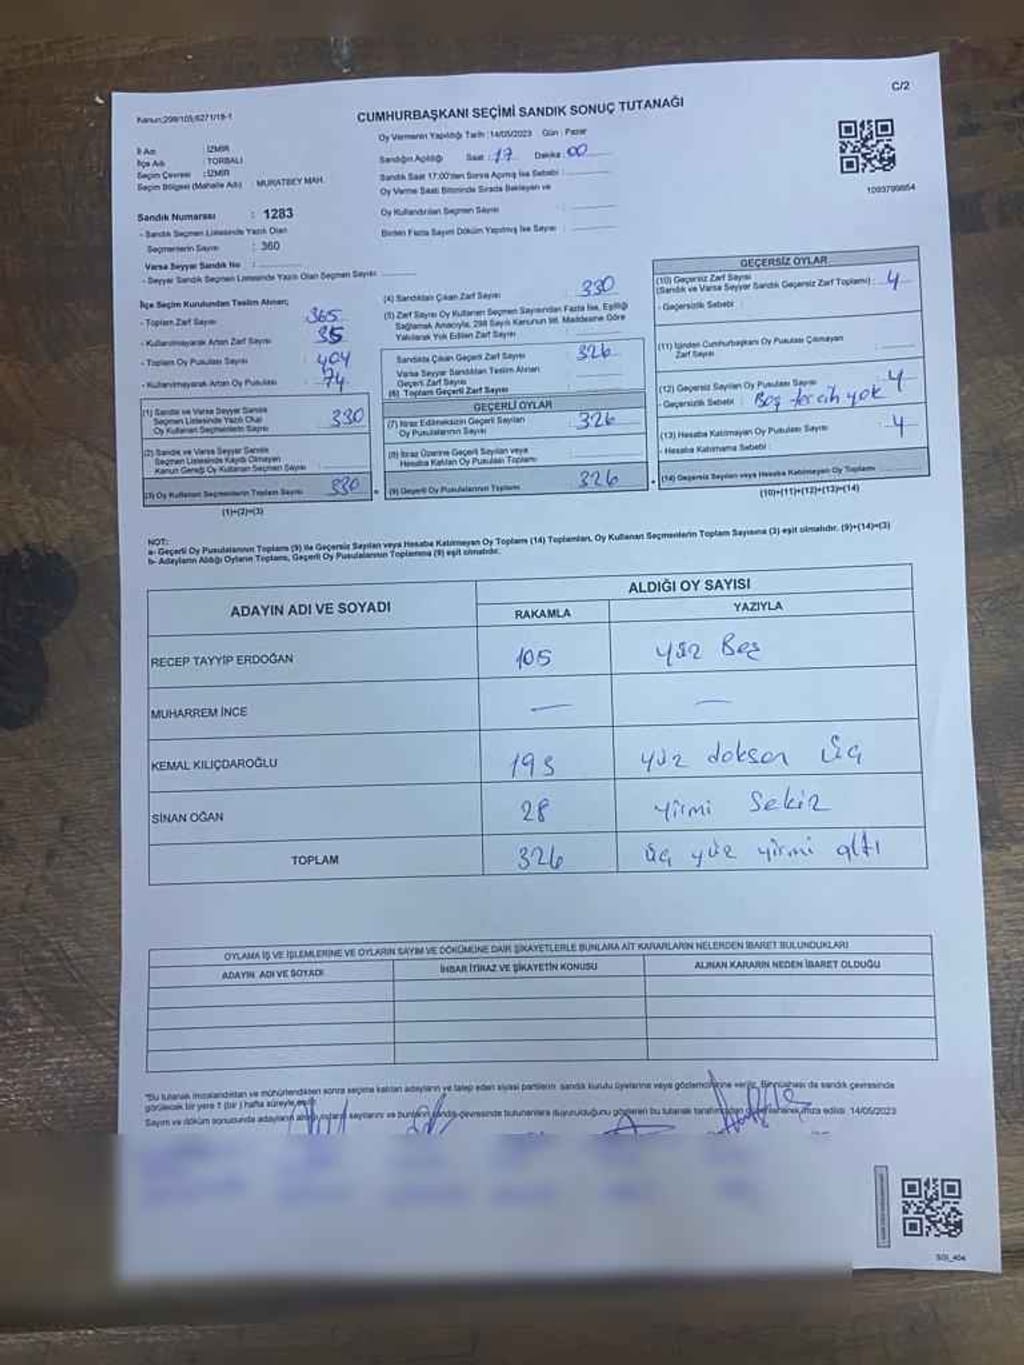 C/2
Kanun:298/105,6271/19-1
CUMHURBAŞKANI SEÇİMİ SANDIK SONUÇ TUTANAĞI
İl Adı : İZMİR
İlçe Adı : TORBALI
Seçim Çevresi : İZMİR
Seçim Bölgesi (Mahalle Adı) : MURATBEY MAH.
Oy Vermenin Yapıldığı Tarih : 14/05/2023 Gün : Pazar
Sandığın Açıldığı Saat : 17 Dakika : 00
Sandık Saat 17:00'den Sonra Açılmış İse Sebebi :
Oy Verme Saati Bitiminde Sırada Bekleyen ve
Oy Kullandırılan Seçmen Sayısı :
Birden Fazla Sayım Döküm Yapılmış İse Sayısı :
Sandık Numarası : 1283
- Sandık Seçmen Listesinde Yazılı Olan
Seçmenlerin Sayısı : 360
Varsa Seyyar Sandık No :
- Seyyar Sandık Seçmen Listesinde Yazılı Olan Seçmen Sayısı :
İlçe Seçim Kurulundan Teslim Alınan;
- Toplam Zarf Sayısı : 365
- Kullanılmayarak Artan Zarf Sayısı : 35
- Toplam Oy Pusulası Sayısı : 404
- Kullanılmayarak Artan Oy Pusulası : 74
(1) Sandık ve Varsa Seyyar Sandık
Seçmen Listesinde Yazılı Olup
Oy Kullanan Seçmenlerin Sayısı : 330
(2) Sandık ve Varsa Seyyar Sandık
Seçmen Listesinde Kayıtlı Olmayan
Kanun Gereği Oy Kullanan Seçmen Sayısı :
(3) Oy Kullanan Seçmenlerin Toplam Sayısı : 330
(1)+(2)=(3)
(4) Sandıktan Çıkan Zarf Sayısı : 330
(5) Zarf Sayısı Oy Kullanan Seçmen Sayısından Fazla İse, Eşitliği
Sağlamak Amacıyla, 298 Sayılı Kanunun 98. Maddesine Göre
Yakılarak Yok Edilen Zarf Sayısı :
Sandıkta Çıkan Geçerli Zarf Sayısı : 326
Varsa Seyyar Sandıktan Teslim Alınan
Geçerli Zarf Sayısı :
(6) Toplam Geçerli Zarf Sayısı
GEÇERLİ OYLAR
(7) İtiraz Edilmeksizin Geçerli Sayılan
Oy Pusulalarının Sayısı : 326
(8) İtiraz Üzerine Geçerli Sayılan veya
Hesaba Katılan Oy Pusulaları Toplamı :
(9) Geçerli Oy Pusulalarının Toplamı : 326
1093799854
GEÇERSİZ OYLAR
(10) Geçersiz Zarf Sayısı
(Sandık ve Varsa Seyyar Sandık Geçersiz Zarf Toplamı) : 4
- Geçersizlik Sebebi :
(11) İçinden Cumhurbaşkanı Oy Pusulası Çıkmayan
Zarf Sayısı :
(12) Geçersiz Sayılan Oy Pusulası Sayısı : 4
- Geçersizlik Sebebi : Boş tercih yok
(13) Hesaba Katılmayan Oy Pusulası Sayısı : 4
- Hesaba Katılmama Sebebi :
(14) Geçersiz Sayılan veya Hesaba Katılmayan Oy Toplamı :
(10)+(11)+(12)+(13)=(14)
NOT:
a- Geçerli Oy Pusulalarının Toplamı (9) ile Geçersiz Sayılan veya Hesaba Katılmayan Oy Toplamı (14) Toplamları, Oy Kullanan Seçmenlerin Toplam Sayısına (3) eşit olmalıdır. (9)+(14)=(3)
b- Adayların Aldığı Oyların Toplamı, Geçerli Oy Pusulalarının Toplamına (9) eşit olmalıdır.
ADAYIN ADI VE SOYADI
ALDIĞI OY SAYISI
RAKAMLA YAZIYLA
RECEP TAYYİP ERDOĞAN 105 yüz Beş
MUHARREM İNCE — —
KEMAL KILIÇDAROĞLU 193 yüz doksan üç
SİNAN OĞAN 28 yirmi Sekiz
TOPLAM 326 üç yüz yirmi altı
OYLAMA İŞ VE İŞLEMLERİNE VE OYLARIN SAYIM VE DÖKÜMÜNE DAİR ŞİKAYETLERLE BUNLARA AİT KARARLARIN NELERDEN İBARET BULUNDUKLARI
ADAYIN ADI VE SOYADI İHBAR İTİRAZ VE ŞİKAYETİN KONUSU ALINAN KARARIN NEDEN İBARET OLDUĞU
"Bu tutanak imzalandıktan ve mühürlendikten sonra seçime katılan adayların ve talep eden siyasi partilerin sandık kurulu üyelerine veya gözlemcilerine verilir. Bir nüshası da sandık çevresinde
görülecek bir yere 1 (bir) hafta süreyle asılır.
Sayım ve döküm sonucunda adayların aldığı oyların sayılarını ve bunların sandık çevresinde bulunanlara duyurulduğunu gösteren bu tutanak tarafımızdan düzenlenerek imza edildi. 14/05/2023